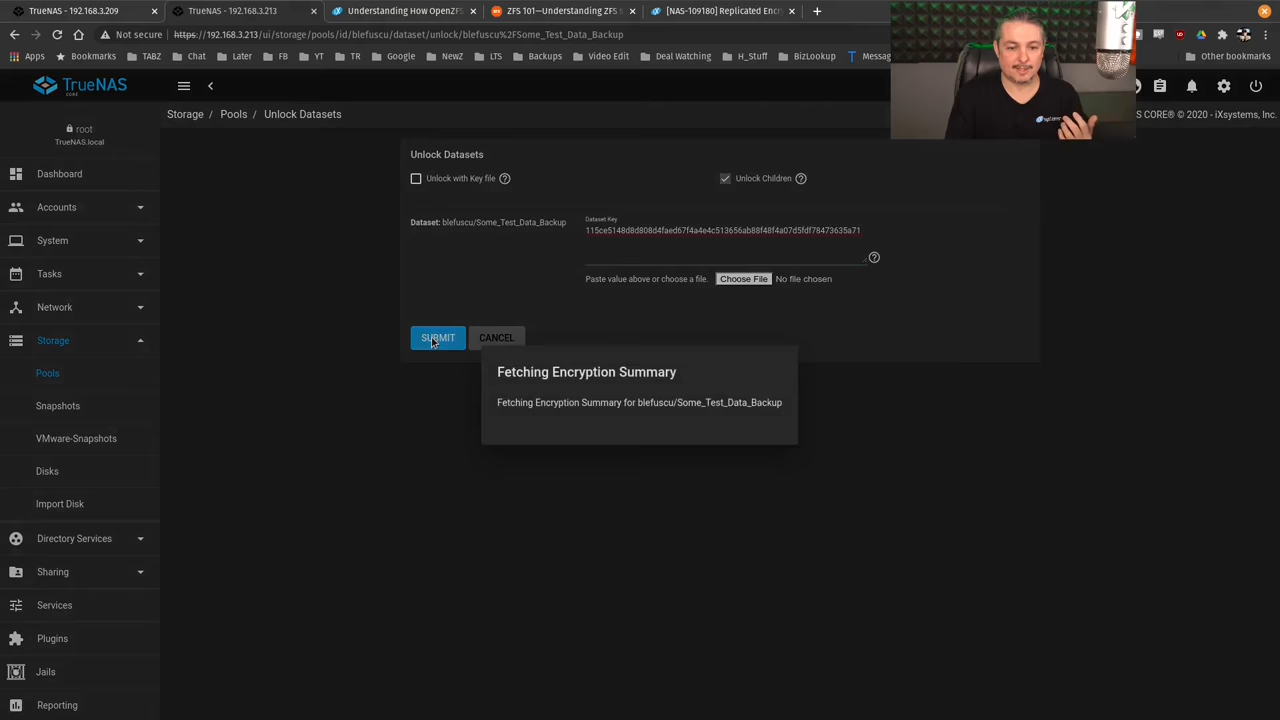 TrueNAS - 192.168.3.209
TrueNAS - 192.168.3.213
Understanding How OpenZFS
ZFS 101—Understanding ZFS s
[NAS-109180] Replicated Enc
Not secure
https://192.168.3.213/ui/storage/pools/id/blefuscu/dataset/unlock/blefuscu%2FSome_Test_Data_Backup
Apps
Bookmarks
TABZ
Chat
Later
FB
YT
TR
Google
NewZ
LTS
Backups
Video Edit
Deal Watching
H_Stuff
BizLookup
Messag
Other bookmarks
TrueNAS
CORE
CORE® © 2020 - iXsystems, Inc.
root
TrueNAS.local
Storage / Pools / Unlock Datasets
Dashboard
Accounts
System
Tasks
Network
Storage
Pools
Snapshots
VMware-Snapshots
Disks
Import Disk
Directory Services
Sharing
Services
Plugins
Jails
Reporting
Unlock Datasets
Unlock with Key file
Unlock Children
Dataset: blefuscu/Some_Test_Data_Backup
Dataset Key
115ce5148d8d808d4faed67f4a4e4c513656ab88f48f4a07d5fdf78473635a71
Paste value above or choose a file.
Choose File No file chosen
SUBMIT
CANCEL
Fetching Encryption Summary
Fetching Encryption Summary for blefuscu/Some_Test_Data_Backup